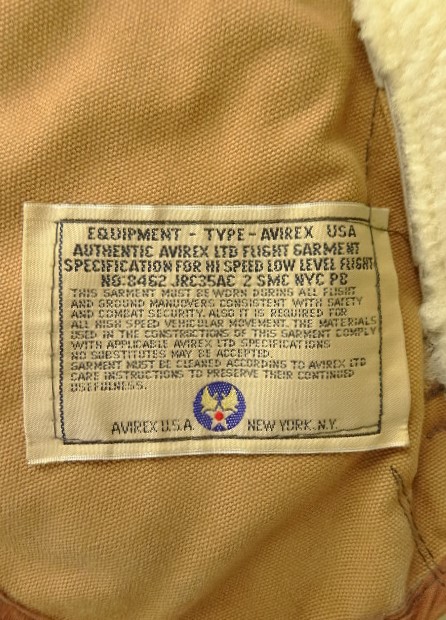 EQUIPMENT - TYPE - AVIREX USA
AUTHENTIC AVIREX LTD FLIGHT GARMENT
SPECIFICATION FOR HI SPEED LOW LEVEL FLIGHT
NO:8462 JRC35AC 2 SMC NYC P8
THIS GARMENT MUST BE WORN DURING ALL FLIGHT
AND GROUND MANUOVERS CONSISTENT WITH SAFETY
AND COMBAT SECURITY. ALSO IT IS REQUIRED FOR
ALL HIGH SPEED VEHICULAR MOVEMENT. THE MATERIALS
USED IN THE CONSTRUCTIONS OF THIS GARMENT COMPLY
WITH APPLICABLE AVIREX LTD SPECIFICATIONS
NO SUBSTITUTES MAY BE ACCEPTED.
GARMENT MUST BE CLEANED ACCORDING TO AVIREX LTD
CARE INSTRUCTIONS TO PRESERVE THEIR CONTINUED
USEFULNESS.
AVIREX U.S.A. NEW YORK. N.Y.